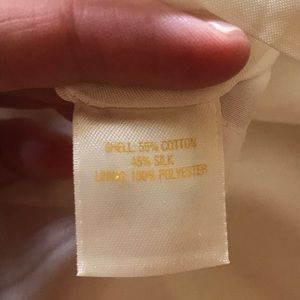 SHELL: 55% COTTON
45% SILK
LINING: 100% POLYESTER